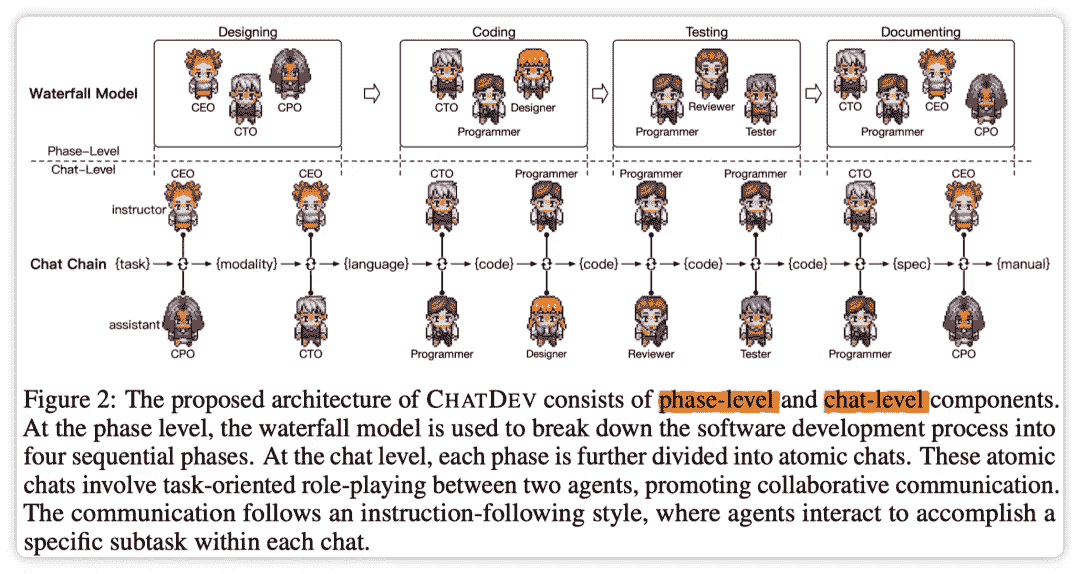 Designing
Coding
Testing
Documenting
Waterfall Model
CEO
CTO
CPO
CTO
Programmer
Designer
Programmer
Reviewer
Tester
CTO
Programmer
CEO
CPO
Phase-Level
Chat-Level
CEO
CEO
CTO
Programmer
Programmer
Programmer
CTO
CEO
instructor
Chat Chain {task} {modality} {language} {code} {code} {code} {code} {spec} {manual}
assistant
CPO
CTO
Programmer
Designer
Reviewer
Tester
Programmer
CPO
Figure 2: The proposed architecture of CHATDEV consists of phase-level and chat-level components.
At the phase level, the waterfall model is used to break down the software development process into
four sequential phases. At the chat level, each phase is further divided into atomic chats. These atomic
chats involve task-oriented role-playing between two agents, promoting collaborative communication.
The communication follows an instruction-following style, where agents interact to accomplish a
specific subtask within each chat.